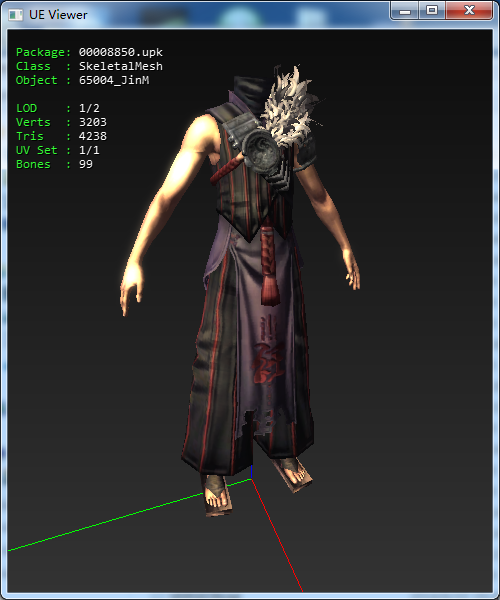 UE Viewer
Package: 00008850.upk
Class : SkeletalMesh
Object : 65004_JinM
LOD : 1/2
Verts : 3203
Tris : 4238
UV Set : 1/1
Bones : 99